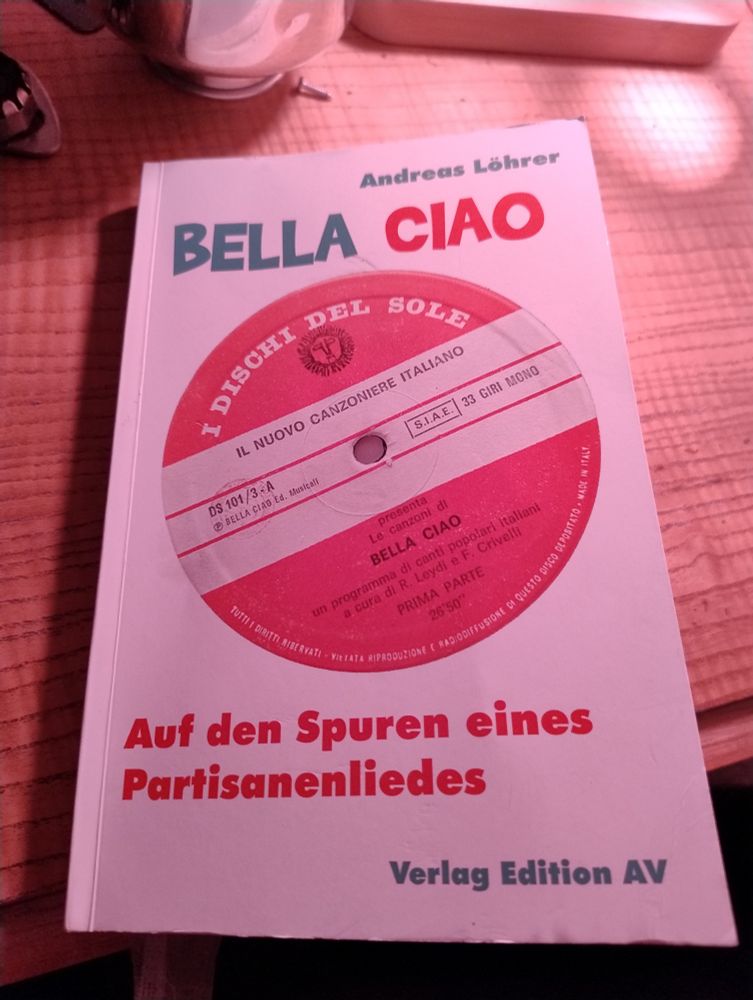 Andreas Löhrer
BELLA CIAO
I DISCHI DEL SOLE
IL NUOVO CANZONIERE ITALIANO
S.I.A.E. 33 GIRI MONO
DS 101/3-A
Ⓟ BELLA CIAO Ed. Musicali
presenta
Le canzoni di
BELLA CIAO
un programma di canti popolari italiani
a cura di R. Leydi e F. Crivelli
PRIMA PARTE
26'50"
TUTTI I DIRITTI RISERVATI - VIETATA RIPRODUZIONE E RADIODIFFUSIONE DI QUESTO DISCO DEPOSITATO - MADE IN ITALY
Auf den Spuren eines
Partisanenliedes
Verlag Edition AV